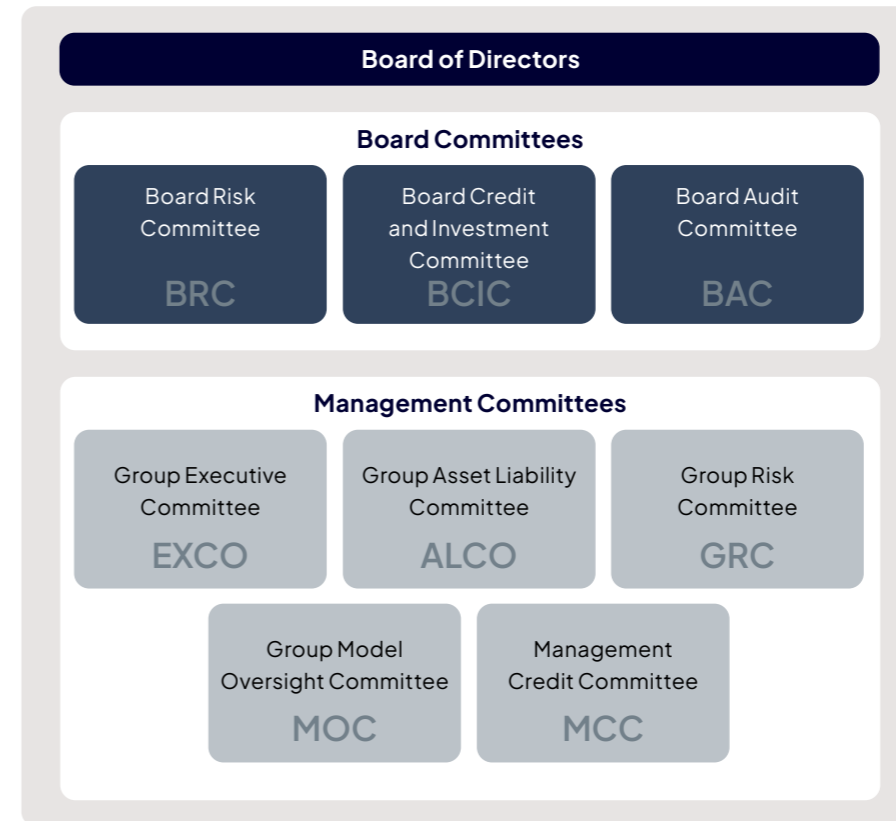 Board of Directors
Board Committees
Board Risk
Committee
BRC
Board Credit
and Investment
Committee
BCIC
Board Audit
Committee
BAC
Management Committees
Group Executive
Committee
EXCO
Group Asset Liability
Committee
ALCO
Group Risk
Committee
GRC
Group Model
Oversight Committee
MOC
Management
Credit Committee
MCC